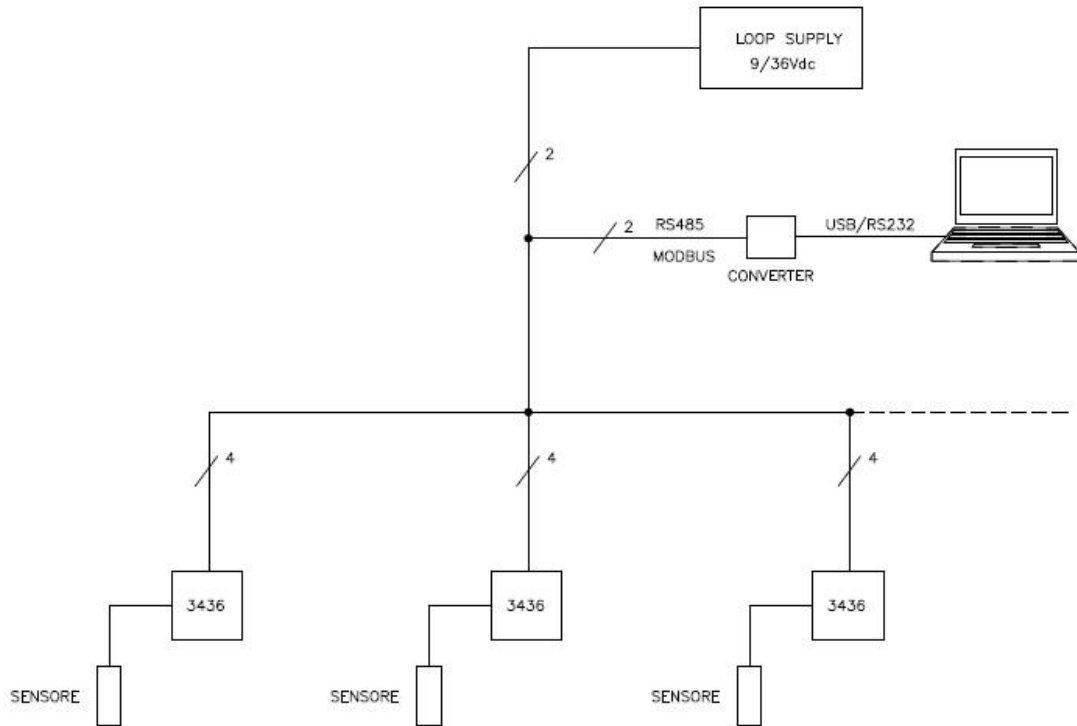 LOOP SUPPLY
9/36Vdc
2
2
RS485
USB/RS232
MODBUS
CONVERTER
4
4
4
3436
3436
3436
SENSORE
SENSORE
SENSORE